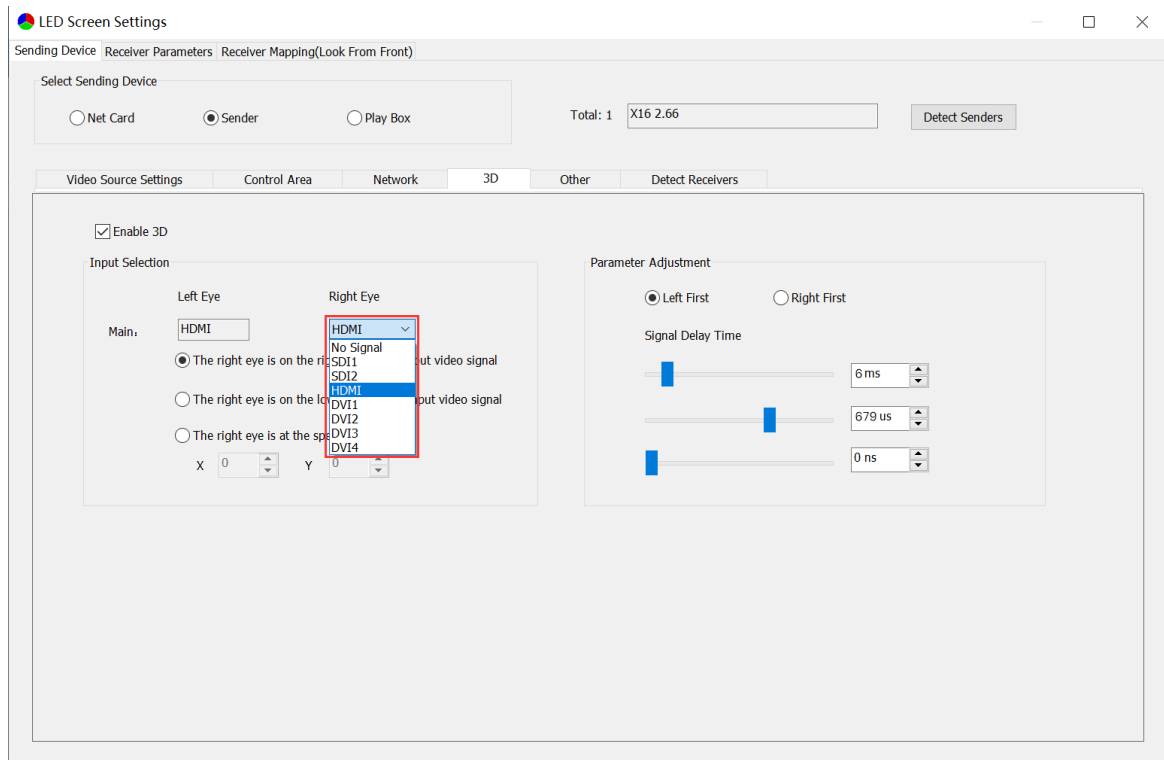 LED Screen Settings
Sending Device Receiver Parameters Receiver Mapping(Look From Front)
Select Sending Device
Net Card Sender Play Box
Total: 1 X16 2.66 Detect Senders
Video Source Settings Control Area Network 3D Other Detect Receivers
Enable 3D
Input Selection
Left Eye Right Eye
Main: HDMI HDMI
No Signal
The right eye is on the video signal
SDI1
SDI2
HDMI
The right eye is on the video signal
DVI1
DVI2
DVI3
The right eye is at the
DVI4
X 0 Y 0
Parameter Adjustment
Left First Right First
Signal Delay Time
6 ms
679 us
0 ns